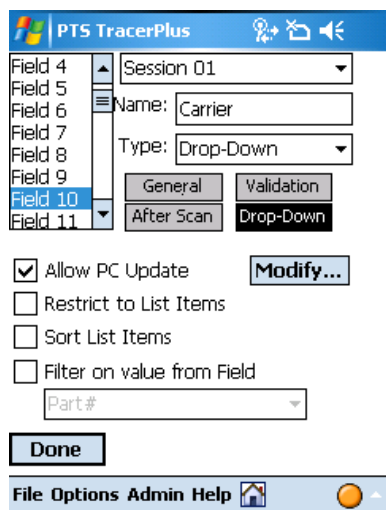 PTS TracerPlus
Field 4
Field 5
Field 6
Field 7
Field 8
Field 9
Field 10
Field 11
Session 01
Name: Carrier
Type: Drop-Down
General Validation
After Scan Drop-Down
Allow PC Update Modify...
Restrict to List Items
Sort List Items
Filter on value from Field
Part#
Done
File Options Admin Help